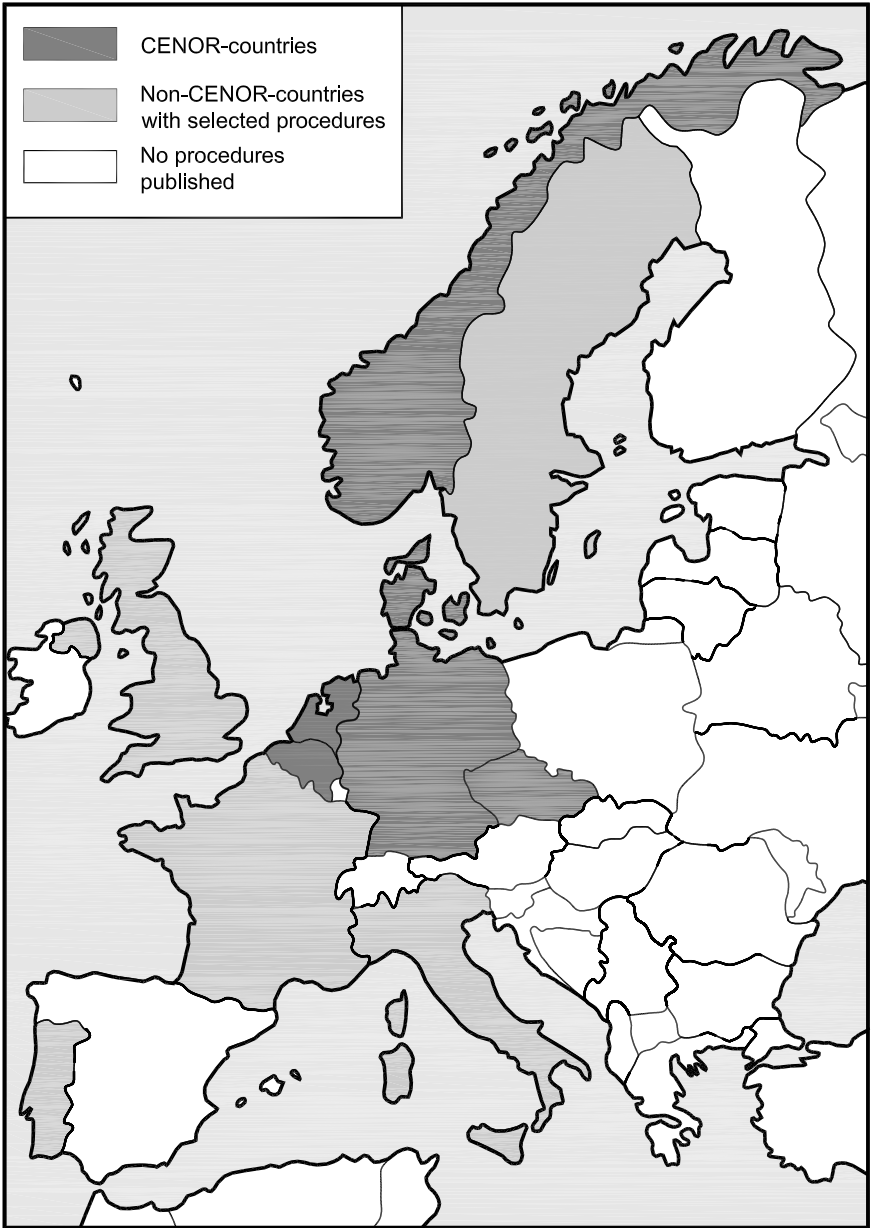 CENOR-countries
Non-CENOR-countries
with selected procedures
No procedures
published